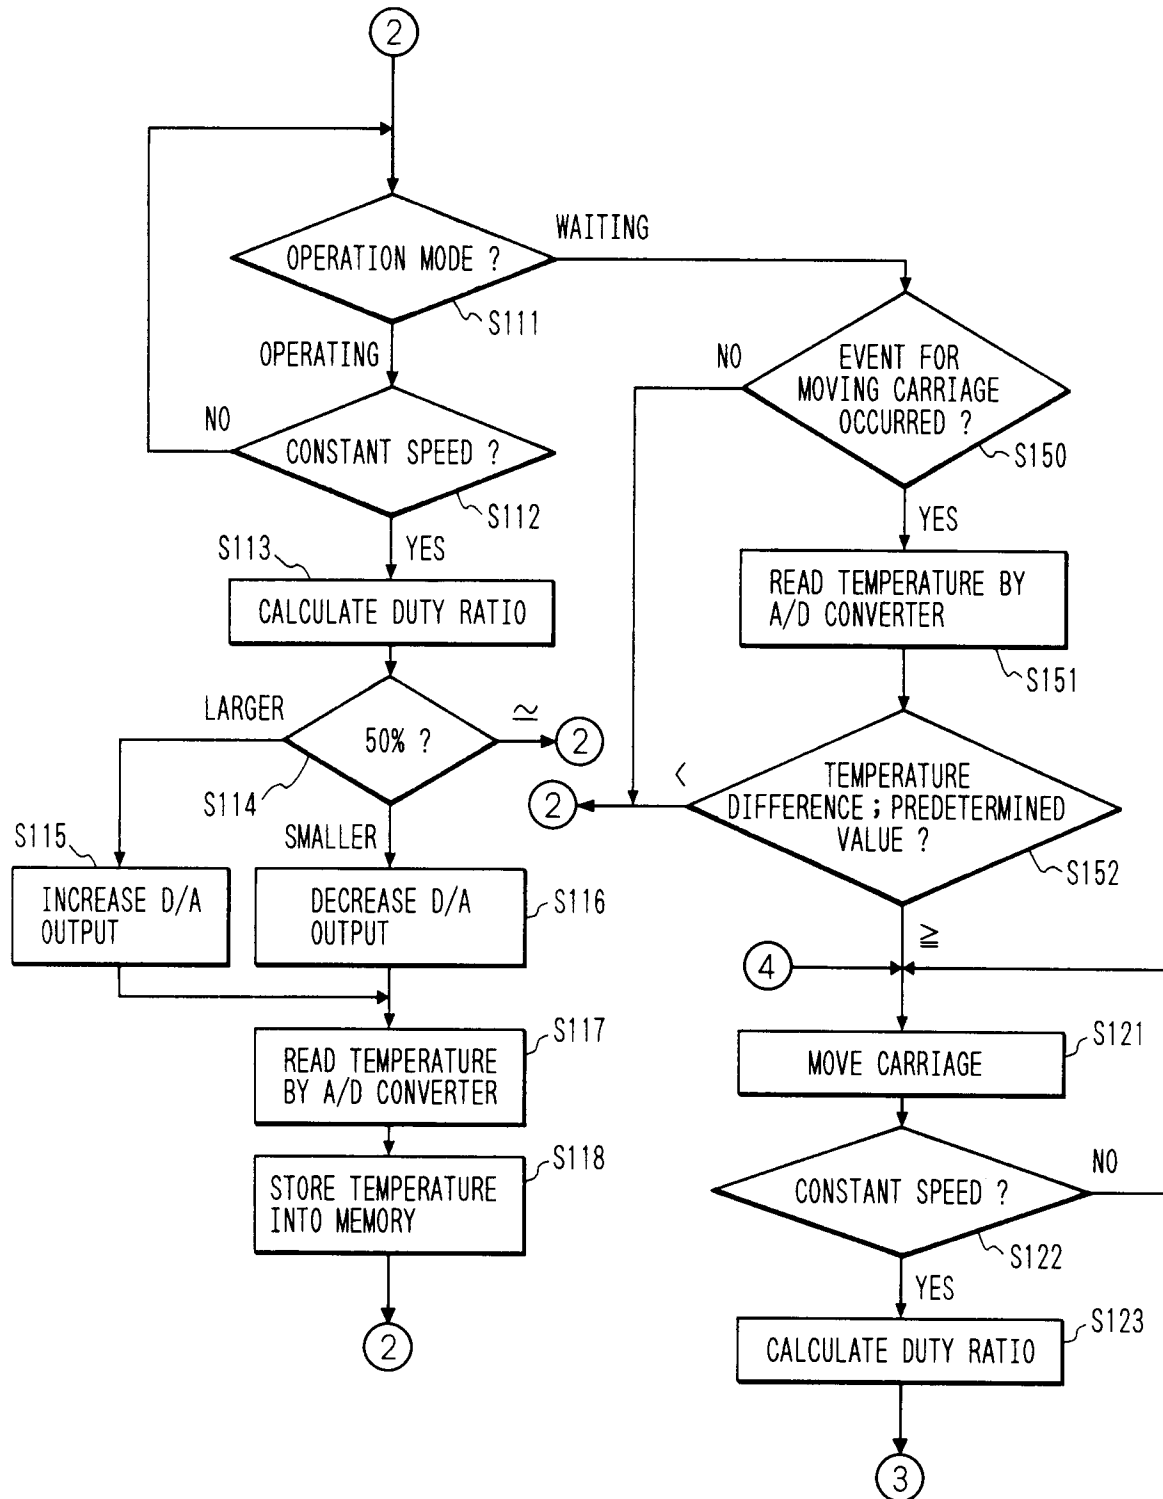 2
OPERATION MODE ?
S111
WAITING
OPERATING
NO
CONSTANT SPEED ?
S112
YES
S113
CALCULATE DUTY RATIO
LARGER
50% ?
≃
2
S114
SMALLER
S115
INCREASE D/A
OUTPUT
DECREASE D/A
OUTPUT
S116
READ TEMPERATURE
BY A/D CONVERTER
S117
STORE TEMPERATURE
INTO MEMORY
S118
2
NO
EVENT FOR
MOVING CARRIAGE
OCCURRED ?
S150
YES
READ TEMPERATURE BY
A/D CONVERTER
S151
<
2
TEMPERATURE
DIFFERENCE ; PREDETERMINED
VALUE ?
S152
≧
4
MOVE CARRIAGE
S121
CONSTANT SPEED ?
NO
S122
YES
CALCULATE DUTY RATIO
S123
3